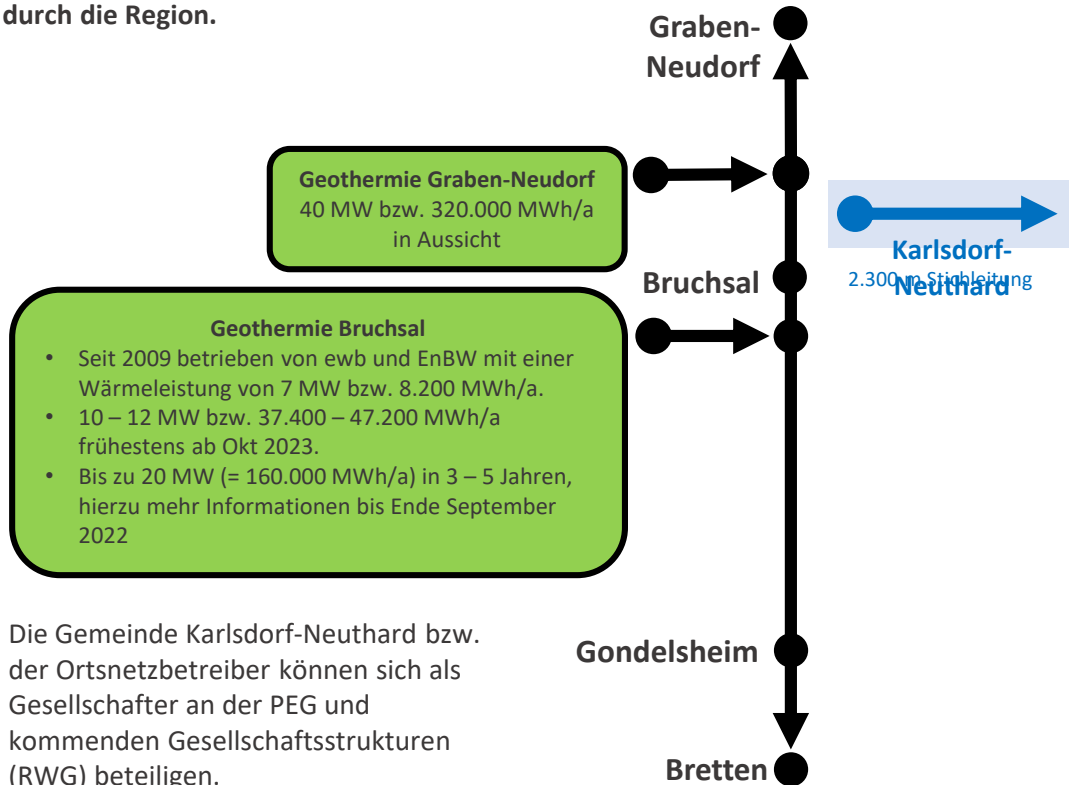 durch die Region.
Graben-
Neudorf
Geothermie Graben-Neudorf
40 MW bzw. 320.000 MWh/a
in Aussicht
Karlsdorf-
Neuthard
2.300 m Stichleitung
Bruchsal
Geothermie Bruchsal
• Seit 2009 betrieben von ewb und EnBW mit einer
Wärmeleistung von 7 MW bzw. 8.200 MWh/a.
• 10 – 12 MW bzw. 37.400 – 47.200 MWh/a
frühestens ab Okt 2023.
• Bis zu 20 MW (= 160.000 MWh/a) in 3 – 5 Jahren,
hierzu mehr Informationen bis Ende September
2022
Die Gemeinde Karlsdorf-Neuthard bzw.
der Ortsnetzbetreiber können sich als
Gesellschafter an der PEG und
kommenden Gesellschaftsstrukturen
(RWG) beteiligen.
Gondelsheim
Bretten